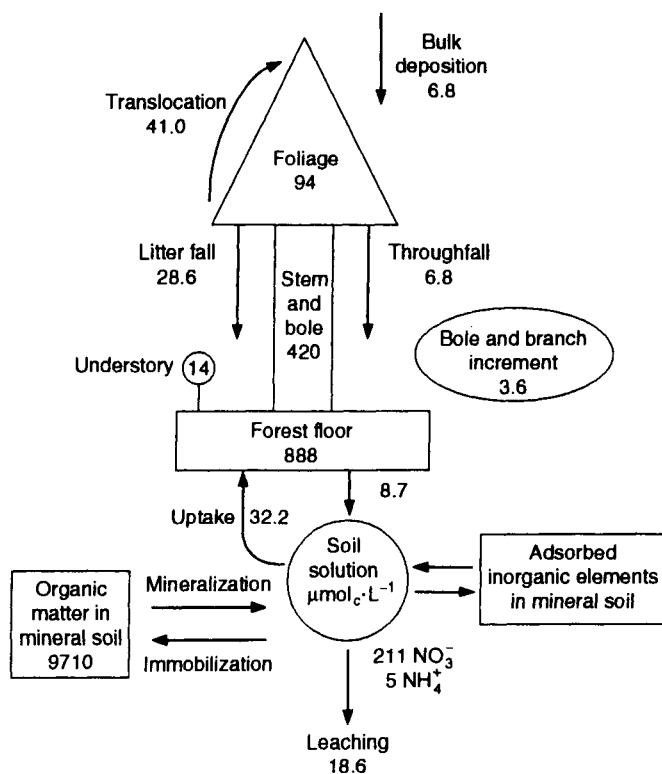 Bulk
deposition
6.8
Translocation
41.0
Foliage
94
Litter fall
28.6
Stem
and
bole
420
Throughfall
6.8
Bole and branch
increment
3.6
Understory
14
Forest floor
888
8.7
Uptake 32.2
Soil
solution
μmol_c·L⁻¹
Adsorbed
inorganic elements
in mineral soil
Organic
matter in
mineral soil
9710
Mineralization
Immobilization
211 NO₃⁻
5 NH₄⁺
Leaching
18.6